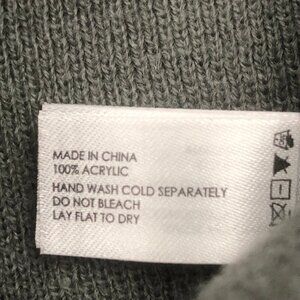 MADE IN CHINA
100% ACRYLIC
HAND WASH COLD SEPARATELY
DO NOT BLEACH
LAY FLAT TO DRY